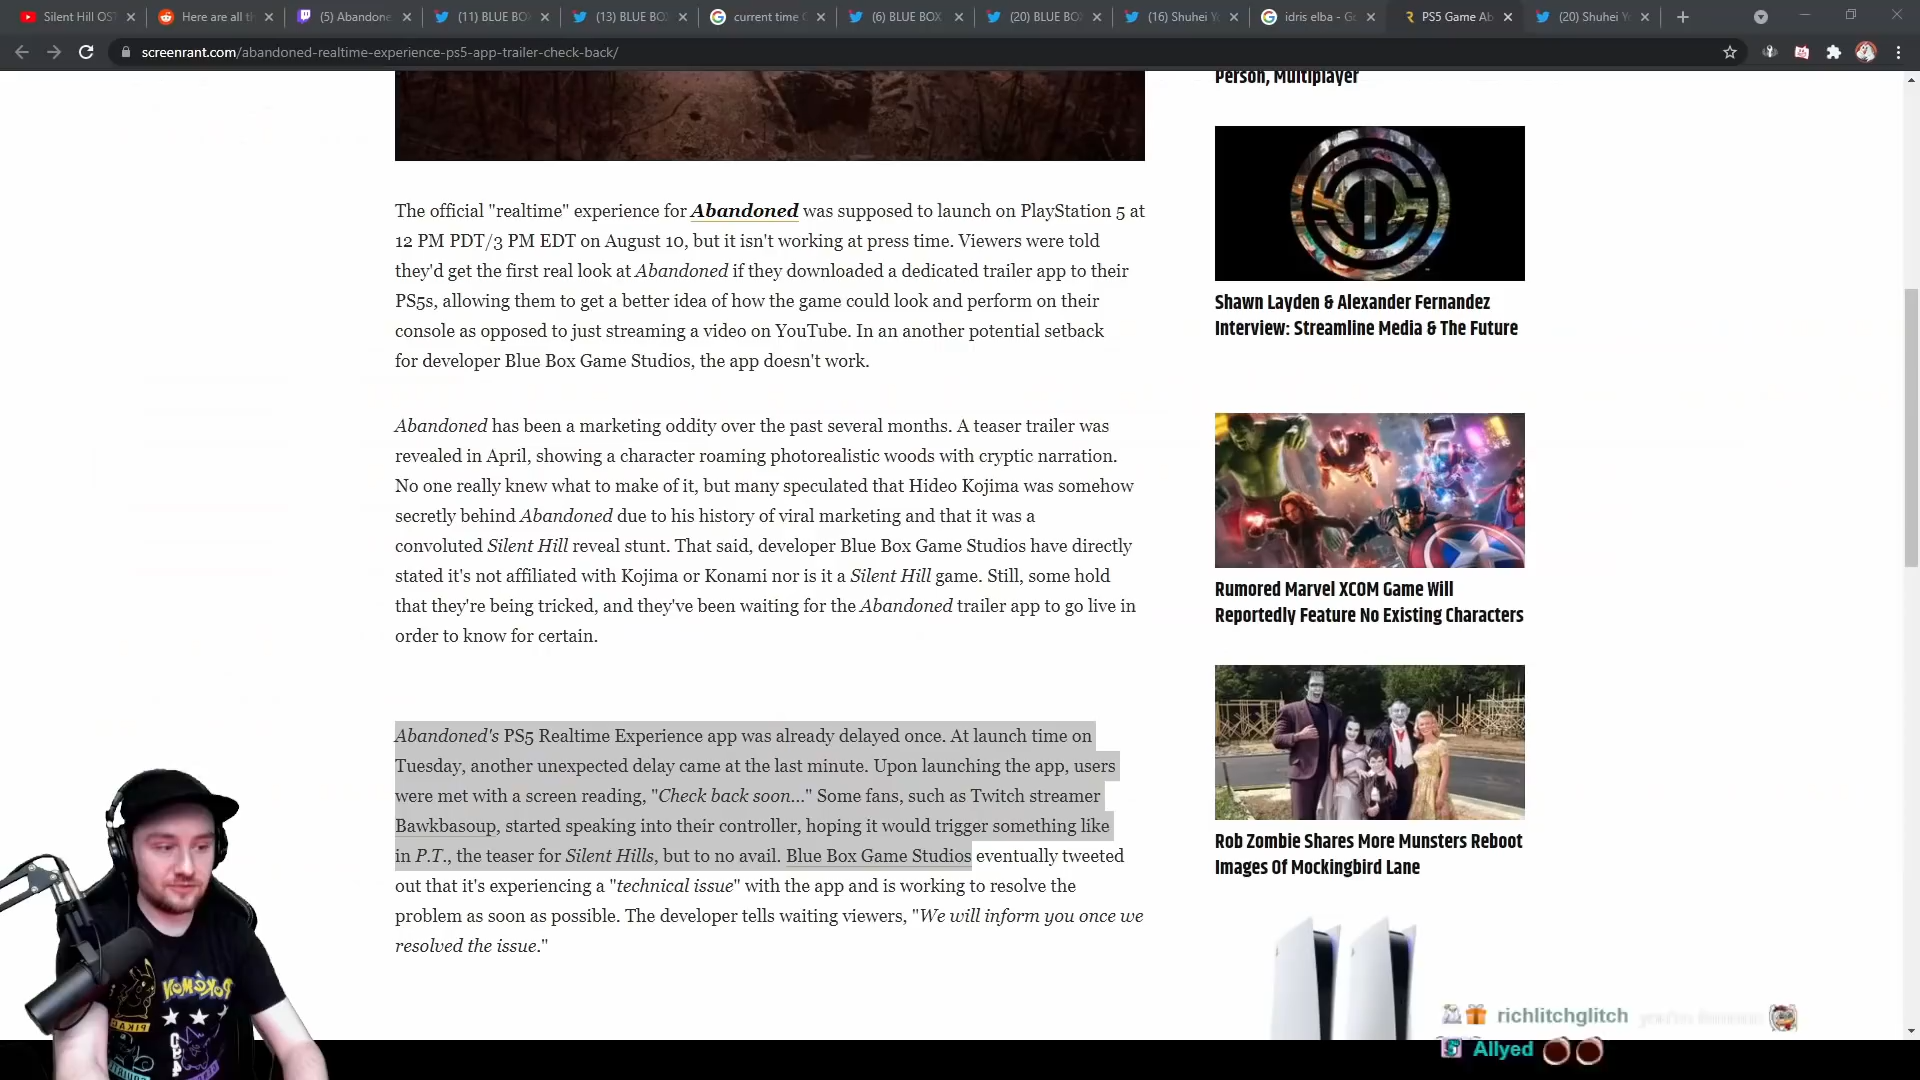 Silent Hill OST
Here are all th
(5) Abandone
(11) BLUE BO
(13) BLUE BO
current time
(6) BLUE BOX
(20) BLUE BO
(16) Shuhei Y
idris elba - Go
PS5 Game Ab
(20) Shuhei Y
screenrant.com/abandoned-realtime-experience-ps5-app-trailer-check-back/
The official "realtime" experience for Abandoned was supposed to launch on PlayStation 5 at
12 PM PDT/3 PM EDT on August 10, but it isn't working at press time. Viewers were told
they'd get the first real look at Abandoned if they downloaded a dedicated trailer app to their
PS5s, allowing them to get a better idea of how the game could look and perform on their
console as opposed to just streaming a video on YouTube. In an another potential setback
for developer Blue Box Game Studios, the app doesn't work.
Abandoned has been a marketing oddity over the past several months. A teaser trailer was
revealed in April, showing a character roaming photorealistic woods with cryptic narration.
No one really knew what to make of it, but many speculated that Hideo Kojima was somehow
secretly behind Abandoned due to his history of viral marketing and that it was a
convoluted Silent Hill reveal stunt. That said, developer Blue Box Game Studios have directly
stated it's not affiliated with Kojima or Konami nor is it a Silent Hill game. Still, some hold
that they're being tricked, and they've been waiting for the Abandoned trailer app to go live in
order to know for certain.
Abandoned's PS5 Realtime Experience app was already delayed once. At launch time on
Tuesday, another unexpected delay came at the last minute. Upon launching the app, users
were met with a screen reading, "Check back soon..." Some fans, such as Twitch streamer
Bawkbasoup, started speaking into their controller, hoping it would trigger something like
in P.T., the teaser for Silent Hills, but to no avail. Blue Box Game Studios eventually tweeted
out that it's experiencing a "technical issue" with the app and is working to resolve the
problem as soon as possible. The developer tells waiting viewers, "We will inform you once we
resolved the issue."
Person, Multiplayer
Shawn Layden & Alexander Fernandez
Interview: Streamline Media & The Future
Rumored Marvel XCOM Game Will
Reportedly Feature No Existing Characters
Rob Zombie Shares More Munsters Reboot
Images Of Mockingbird Lane
POKéMON
PIKA
richlitchglitch
Allyed